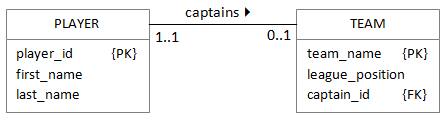 captains
PLAYER
TEAM
1..1
0..1
player_id {PK}
first_name
last_name
team_name {PK}
league_position
captain_id {FK}